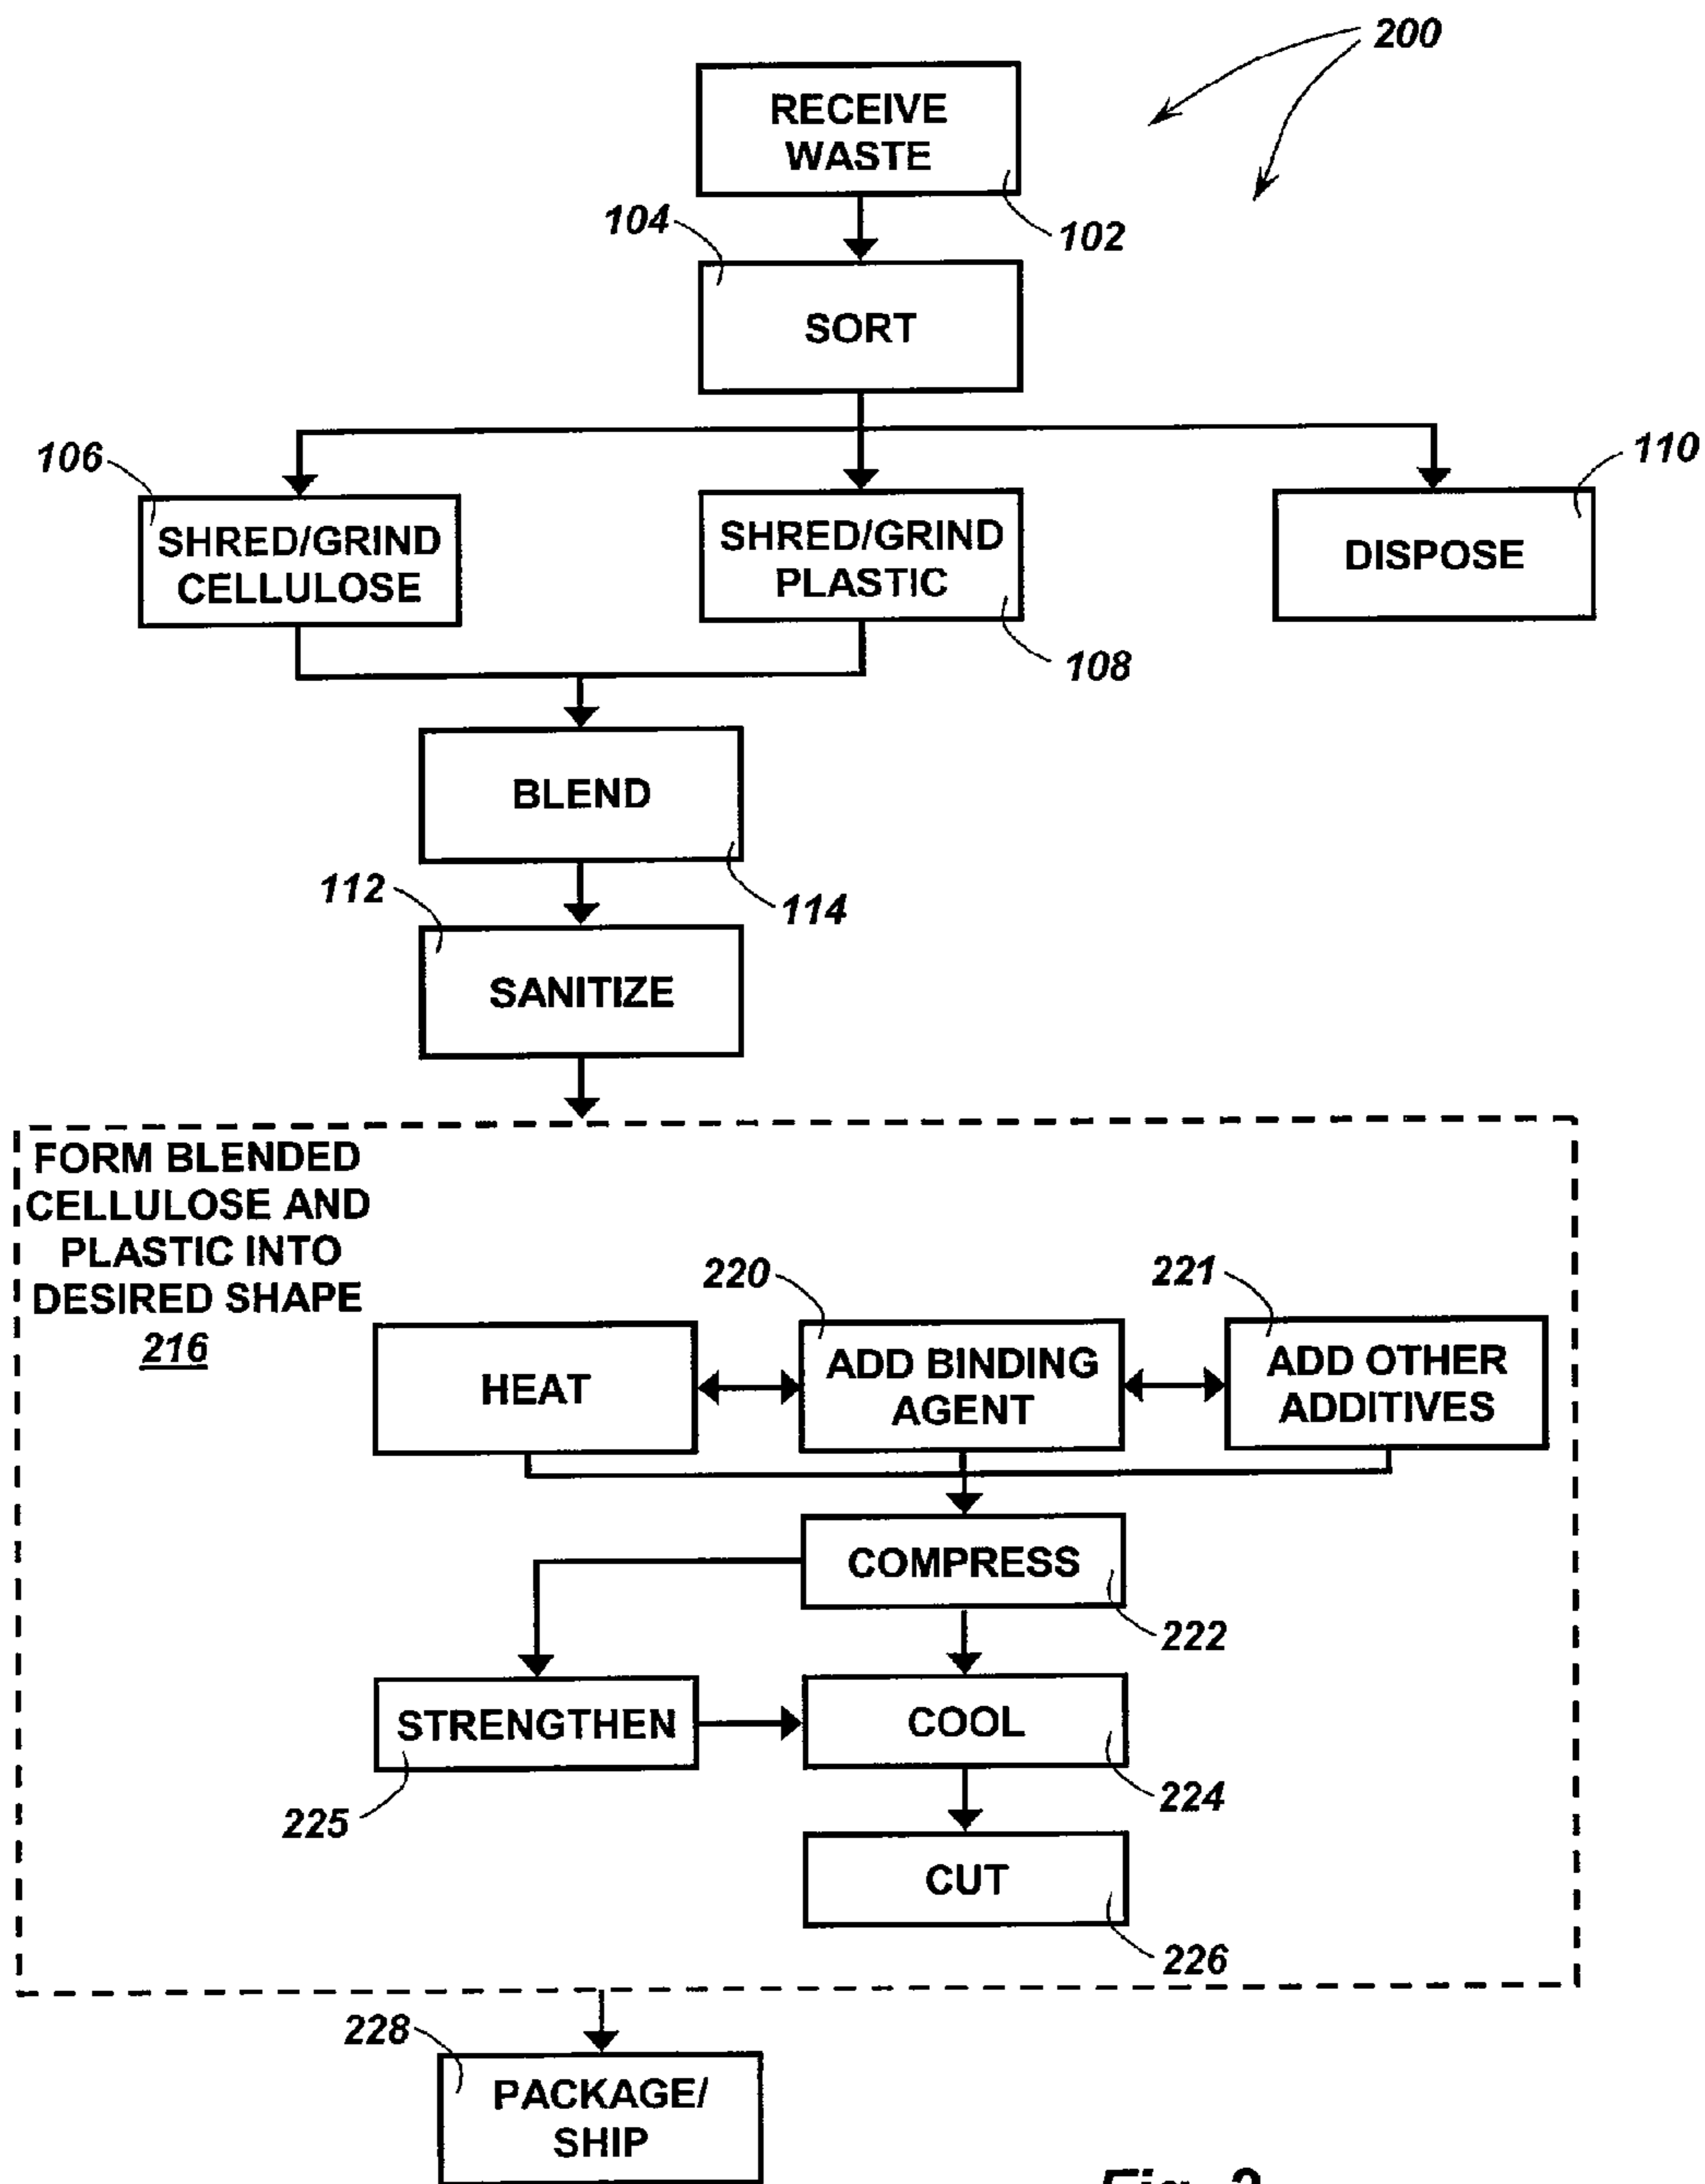 200
RECEIVE
WASTE
102
104
SORT
106
110
SHRED/GRIND
CELLULOSE
SHRED/GRIND
PLASTIC
DISPOSE
108
BLEND
112
114
SANITIZE
FORM BLENDED
CELLULOSE AND
PLASTIC INTO
DESIRED SHAPE
216
220
221
HEAT
ADD BINDING
AGENT
ADD OTHER
ADDITIVES
COMPRESS
222
STRENGTHEN
COOL
225
224
CUT
226
228
PACKAGE/
SHIP